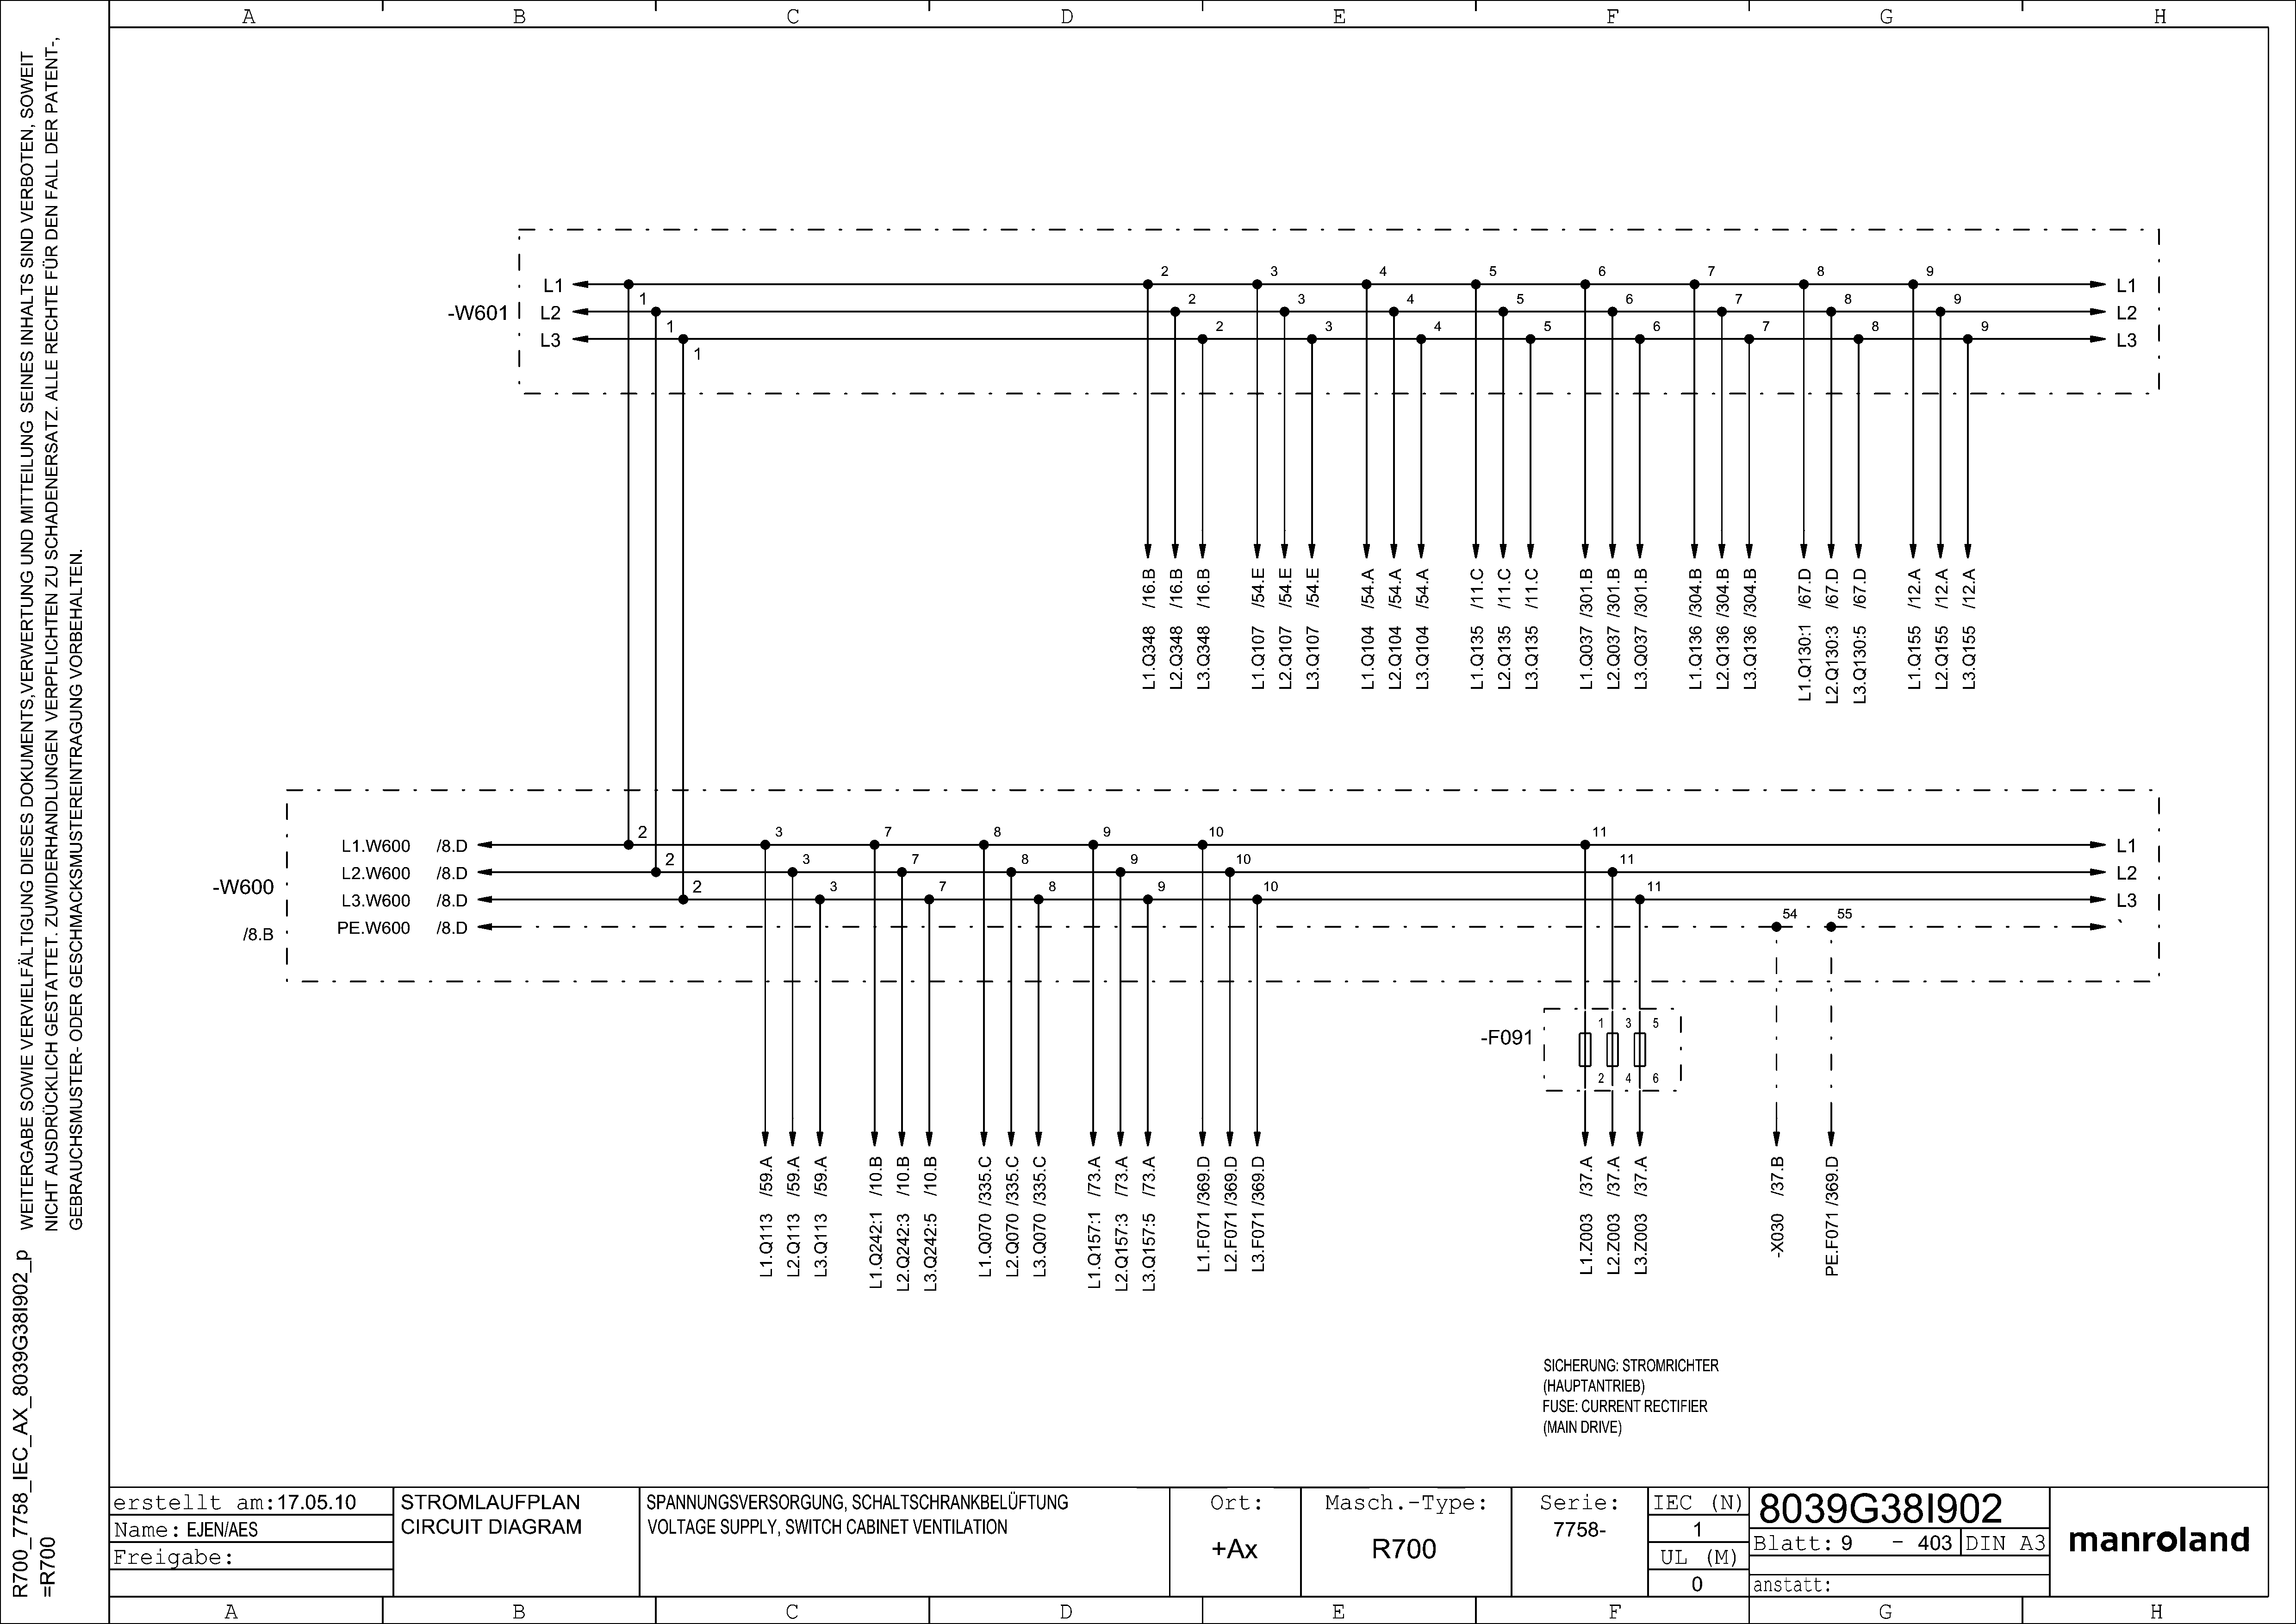 A B C D E F G H
WEITERGABE SOWIE VERVIELFÄLTIGUNG DIESES DOKUMENTS,VERWERTUNG UND MITTEILUNG SEINES INHALTS SIND VERBOTEN, SOWEIT
NICHT AUSDRÜCKLICH GESTATTET. ZUWIDERHANDLUNGEN VERPFLICHTEN ZU SCHADENERSATZ. ALLE RECHTE FÜR DEN FALL DER PATENT-,
GEBRAUCHSMUSTER- ODER GESCHMACKSMUSTEREINTRAGUNG VORBEHALTEN.
R700_7758_IEC_AX_8039G38I902_p
=R700
-W601
2 3 4 5 6 7 8 9
L1 L1
1 2 3 4 5 6 7 8 9
L2 L2
1 2 3 4 5 6 7 8 9
L3 L3
1
L1.Q348 /16.B
L2.Q348 /16.B
L3.Q348 /16.B
L1.Q107 /54.E
L2.Q107 /54.E
L3.Q107 /54.E
L1.Q104 /54.A
L2.Q104 /54.A
L3.Q104 /54.A
L1.Q135 /11.C
L2.Q135 /11.C
L3.Q135 /11.C
L1.Q037 /301.B
L2.Q037 /301.B
L3.Q037 /301.B
L1.Q136 /304.B
L2.Q136 /304.B
L3.Q136 /304.B
L1.Q130:1 /67.D
L2.Q130:3 /67.D
L3.Q130:5 /67.D
L1.Q155 /12.A
L2.Q155 /12.A
L3.Q155 /12.A
-W600
/8.B
2 3 7 8 9 10 11
L1.W600 /8.D L1
2 3 7 8 9 10 11
L2.W600 /8.D L2
2 3 7 8 9 10 11
L3.W600 /8.D L3
54 55
PE.W600 /8.D `
-F091
1 3 5
2 4 6
L1.Q113 /59.A
L2.Q113 /59.A
L3.Q113 /59.A
L1.Q242:1 /10.B
L2.Q242:3 /10.B
L3.Q242:5 /10.B
L1.Q070 /335.C
L2.Q070 /335.C
L3.Q070 /335.C
L1.Q157:1 /73.A
L2.Q157:3 /73.A
L3.Q157:5 /73.A
L1.F071 /369.D
L2.F071 /369.D
L3.F071 /369.D
L1.Z003 /37.A
L2.Z003 /37.A
L3.Z003 /37.A
-X030 /37.B
PE.F071 /369.D
SICHERUNG: STROMRICHTER
(HAUPTANTRIEB)
FUSE: CURRENT RECTIFIER
(MAIN DRIVE)
erstellt am:17.05.10
Name: EJEN/AES
Freigabe:
STROMLAUFPLAN
CIRCUIT DIAGRAM
SPANNUNGSVERSORGUNG, SCHALTSCHRANKBELÜFTUNG
VOLTAGE SUPPLY, SWITCH CABINET VENTILATION
Ort:
+Ax
Masch.-Type:
R700
Serie:
7758-
IEC (N)
1
UL (M)
0
8039G38I902
Blatt: 9 - 403 DIN A3
anstatt:
manroland
A B C D E F G H